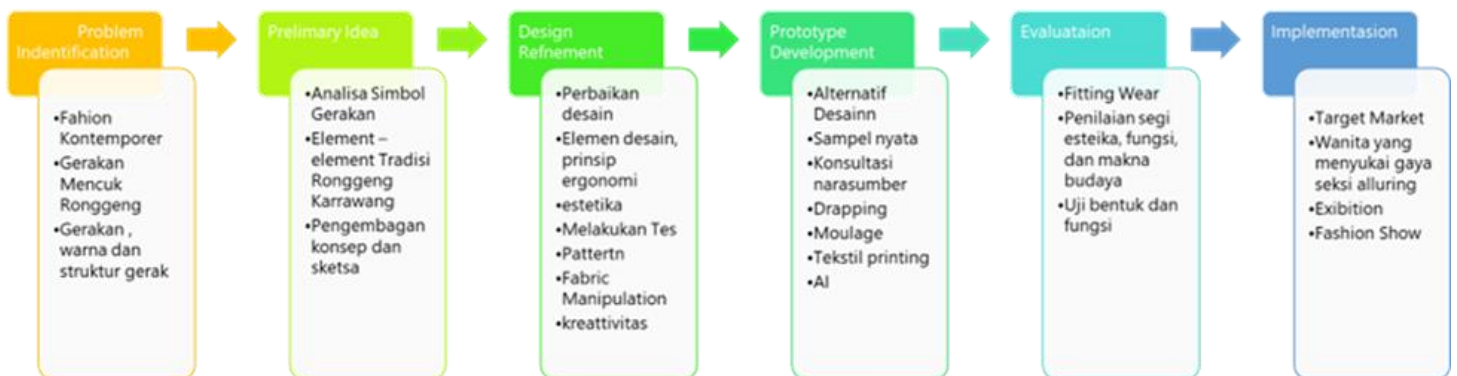 Problem
Indentification
•Fahion
Kontemporer
•Gerakan
Mencuk
Ronggeng
•Gerakan ,
warna dan
struktur gerak
Prelimary Idea
•Analisa Simbol
Gerakan
•Element –
element Tradisi
Ronggeng
Karrawang
•Pengembagan
konsep dan
sketsa
Design
Refnement
•Perbaikan
desain
•Elemen desain,
prinsip
ergonomi
•estetika
•Melakukan Tes
•Pattertn
•Fabric
Manipulation
•kreattivitas
Prototype
Development
•Alternatif
Desainn
•Sampel nyata
•Konsultasi
narasumber
•Drapping
•Moulage
•Tekstil printing
•AI
Evaluataion
•Fitting Wear
•Penilaian segi
esteika, fungsi,
dan makna
budaya
•Uji bentuk dan
fungsi
Implementasion
•Target Market
•Wanita yang
menyukai gaya
seksi alluring
•Exibition
•Fashion Show